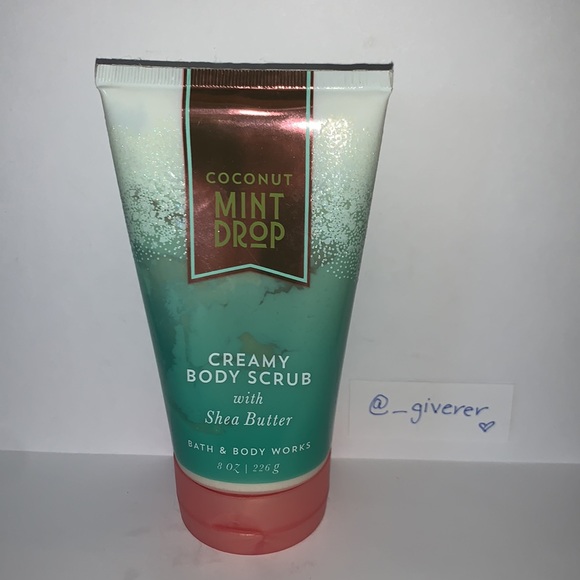 COCONUT
MINT
DROP
CREAMY
BODY SCRUB
with
Shea Butter
BATH & BODY WORKS
8 OZ | 226 g
@_giverer